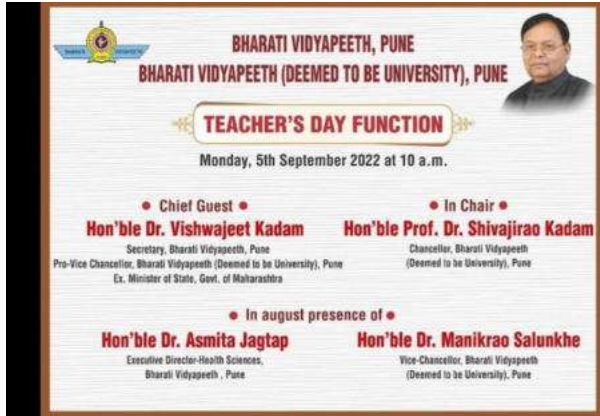 BHARATI VIDYAPEETH, PUNE
BHARATI VIDYAPEETH (DEEMED TO BE UNIVERSITY), PUNE
TEACHER'S DAY FUNCTION
Monday, 5th September 2022 at 10 a.m.
• Chief Guest •
Hon'ble Dr. Vishwajeet Kadam
Secretary, Bharati Vidyapeeth, Pune
Pro-Vice Chancellor, Bharati Vidyapeeth (Deemed to be University), Pune
Ex. Minister of State, Govt. of Maharashtra
• In Chair •
Hon'ble Prof. Dr. Shivajirao Kadam
Chancellor, Bharati Vidyapeeth
(Deemed to be University), Pune
• In august presence of •
Hon'ble Dr. Asmita Jagtap
Executive Director-Health Sciences,
Bharati Vidyapeeth , Pune
Hon'ble Dr. Manikrao Salunkhe
Vice-Chancellor, Bharati Vidyapeeth
(Deemed to be University), Pune